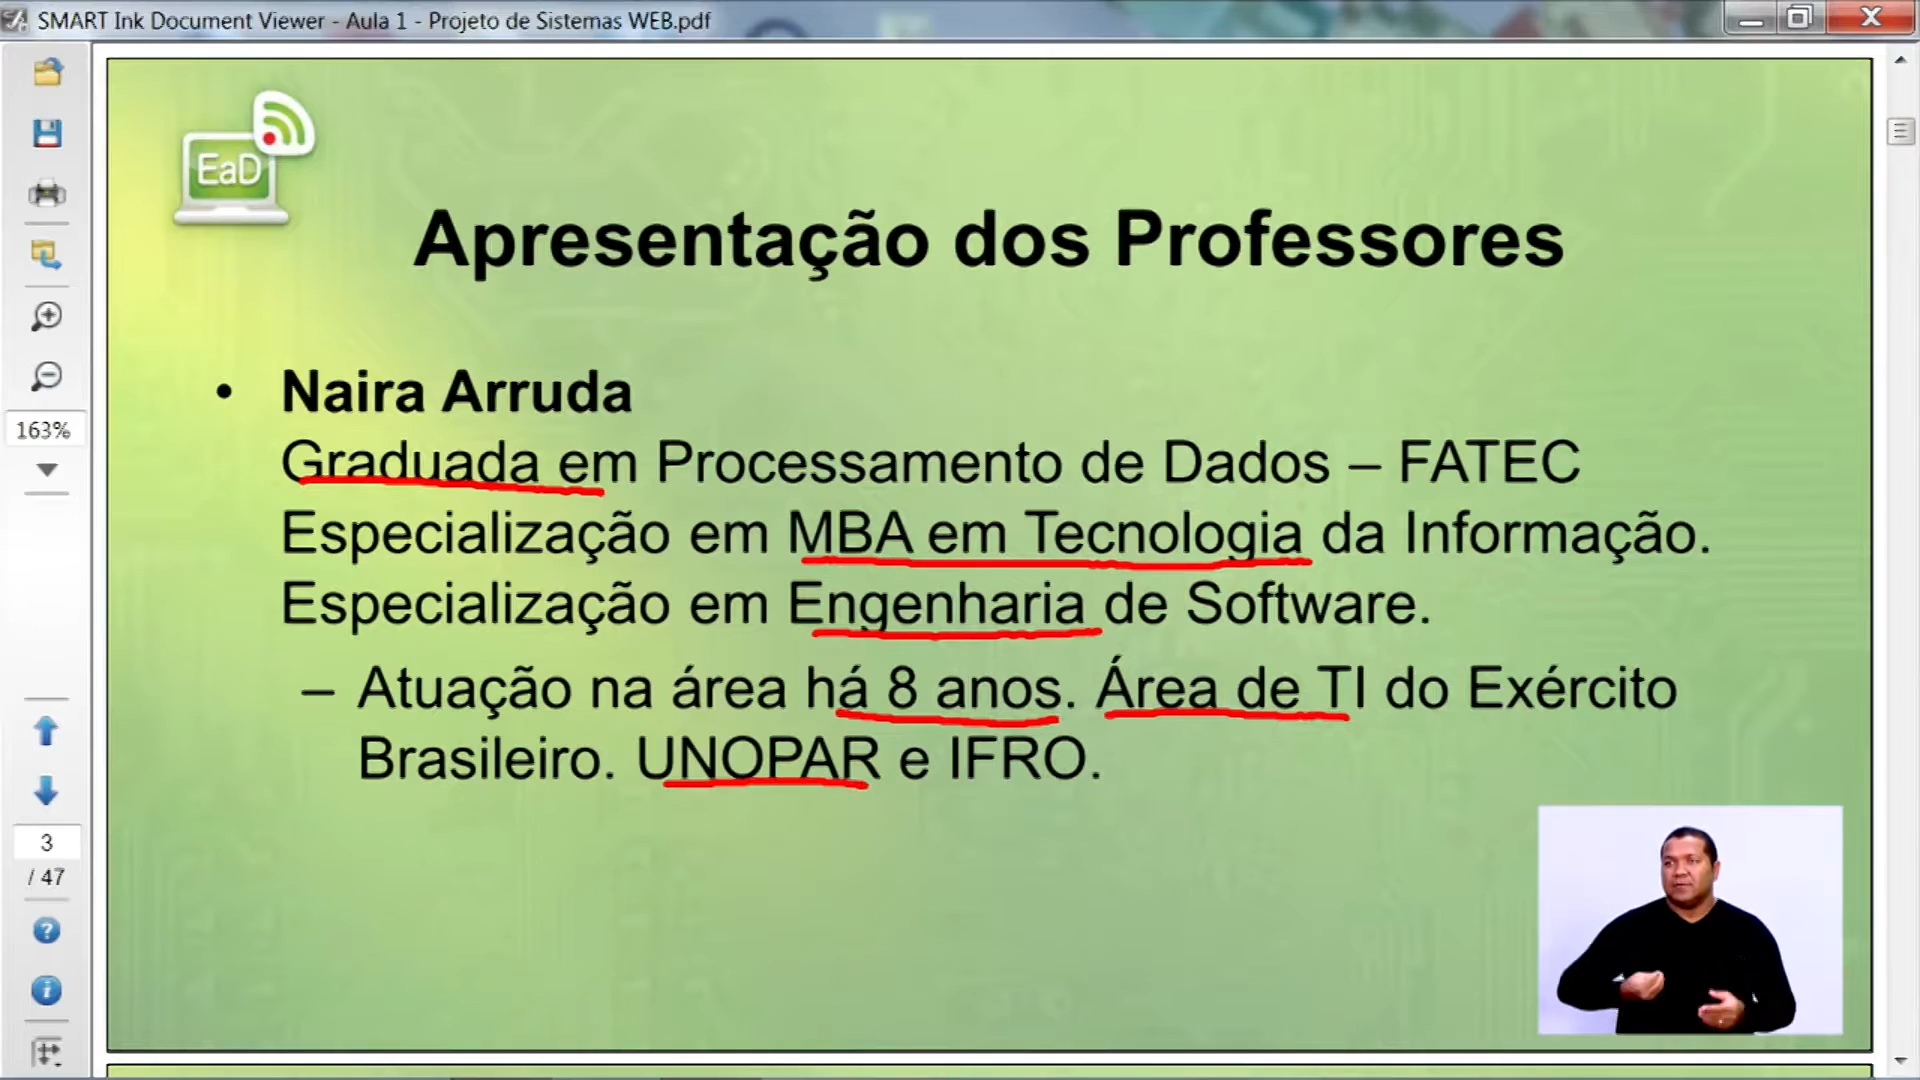 SMART Ink Document Viewer - Aula 1 - Projeto de Sistemas WEB.pdf
EaD
Apresentação dos Professores
• Naira Arruda
Graduada em Processamento de Dados – FATEC
Especialização em MBA em Tecnologia da Informação.
Especialização em Engenharia de Software.
– Atuação na área há 8 anos. Área de TI do Exército
Brasileiro. UNOPAR e IFRO.
163%
3
/ 47